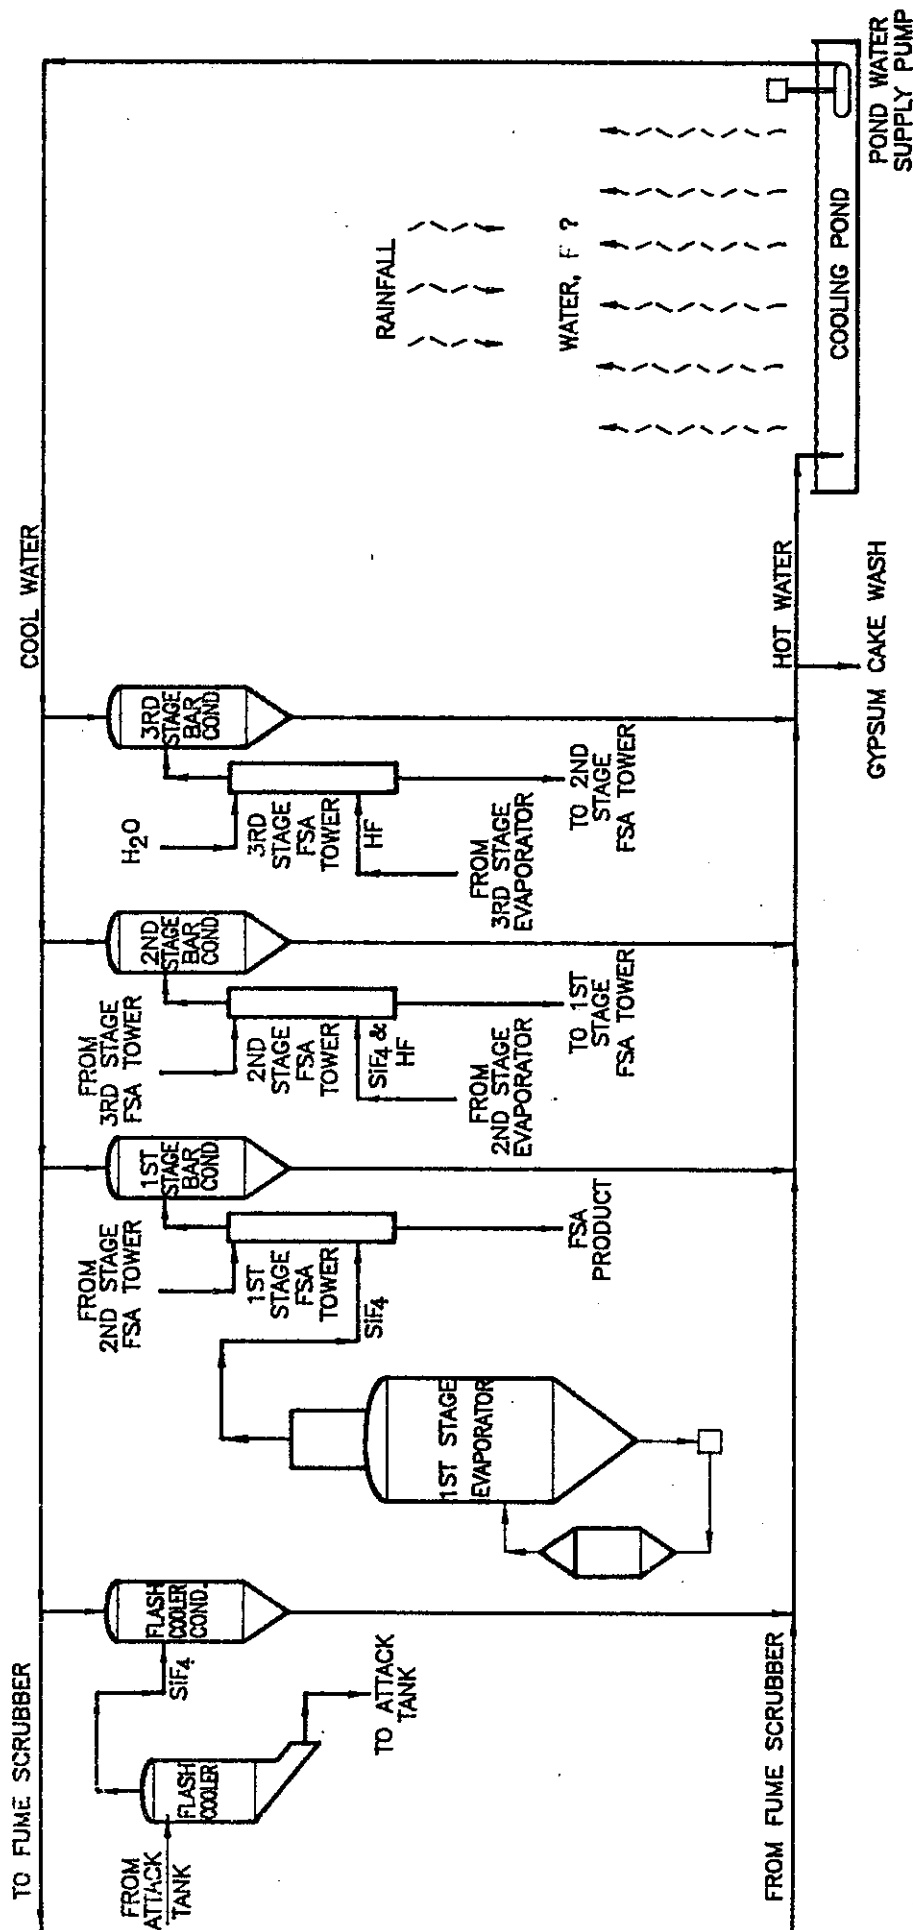 TO FUME SCRUBBER
COOL WATER
FROM
ATTACK
TANK
FLASH
COOLER
SiF4
FLASH
COOLER
COND.
TO ATTACK
TANK
1ST STAGE
EVAPORATOR
FROM
2ND STAGE
FSA TOWER
1ST
STAGE
FSA
TOWER
SiF4
1ST
STAGE
BAR
COND.
FSA
PRODUCT
FROM
3RD STAGE
FSA TOWER
2ND
STAGE
FSA
TOWER
SiF4 &
HF
2ND
STAGE
BAR
COND.
FROM
2ND STAGE
EVAPORATOR
TO 1ST
STAGE
FSA TOWER
H2O
3RD
STAGE
FSA
TOWER
HF
3RD
STAGE
BAR
COND.
FROM
3RD STAGE
EVAPORATOR
TO 2ND
STAGE
FSA TOWER
RAINFALL
WATER, F ?
COOLING POND
POND WATER
SUPPLY PUMP
FROM FUME SCRUBBER
HOT WATER
GYPSUM CAKE WASH